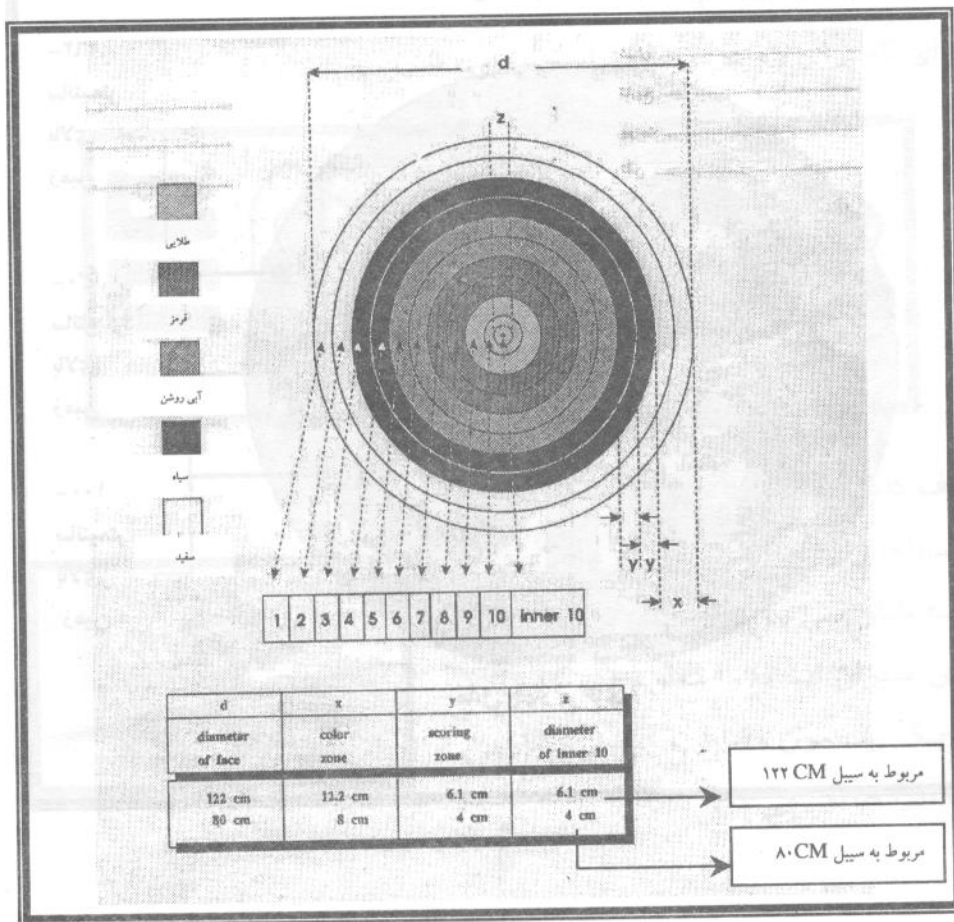 d
z
طلایی
قرمز
آبی روشن
سیاه
سفید
y y
x
1 2 3 4 5 6 7 8 9 10 inner 10
d x y z
diameter color scoring diameter
of face zone zone of inner 10
122 cm 12.2 cm 6.1 cm 6.1 cm
80 cm 8 cm 4 cm 4 cm
مربوط به سیبل ۱۲۲ CM
مربوط به سیبل ۸۰CM